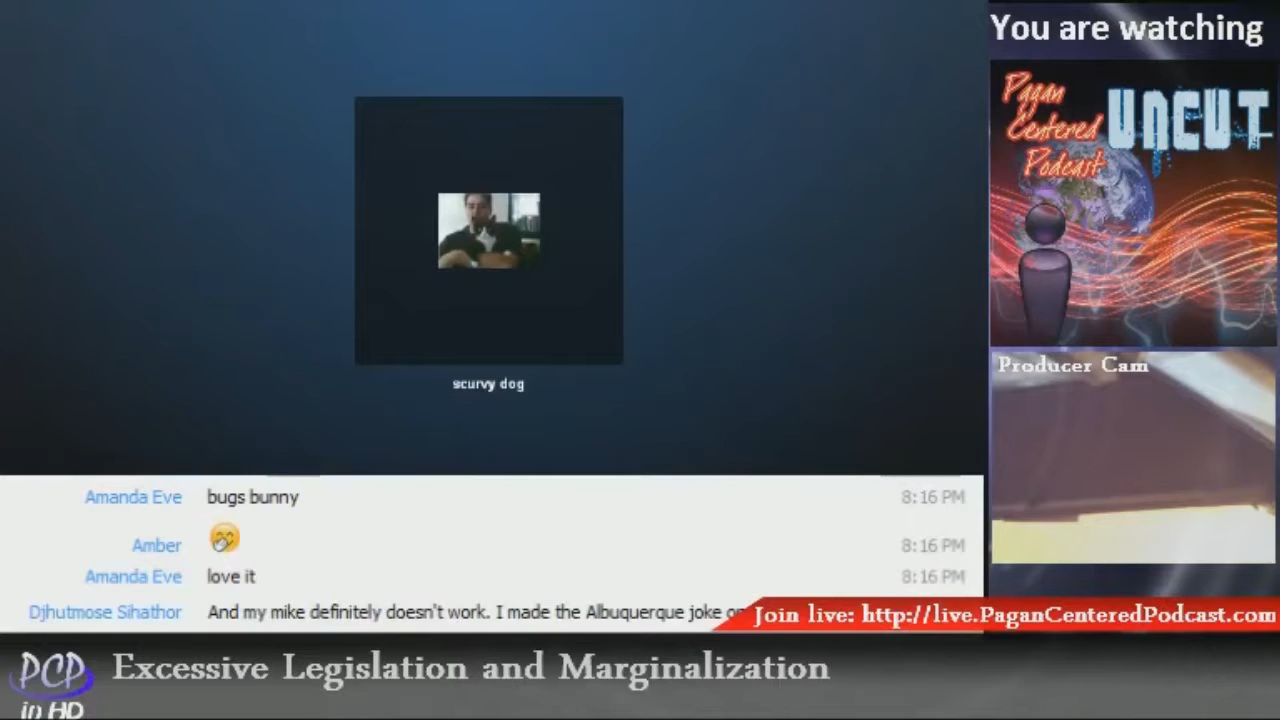 You are watching
Pagan
Centered
Podcast
UNCUT
Producer Cam
scurvy dog
Amanda Eve bugs bunny 8:16 PM
Amber 8:16 PM
Amanda Eve love it 8:16 PM
Djhutmose Sihathor And my mike definitely doesn't work. I made the Albuquerque joke
Join live: http://live.PaganCenteredPodcast.com
PCP
in HD
Excessive Legislation and Marginalization